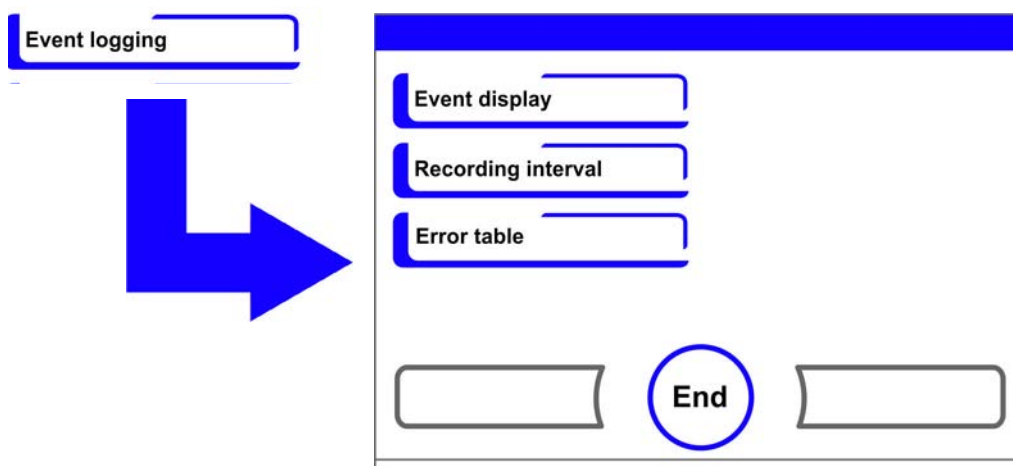 Event logging
Event display
Recording interval
Error table
End